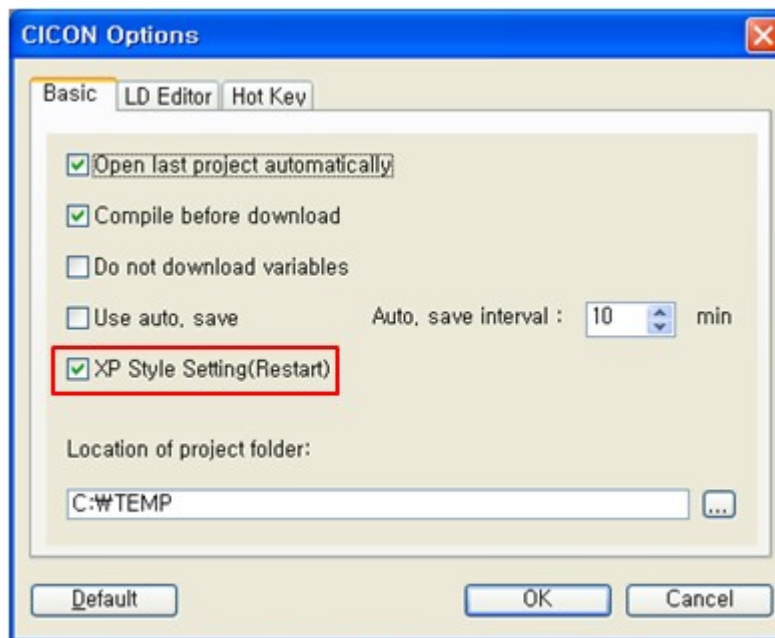 CICON Options
Basic LD Editor Hot Key
Open last project automatically
Compile before download
Do not download variables
Use auto, save Auto, save interval : 10 min
XP Style Setting(Restart)
Location of project folder:
C:₩TEMP ...
Default OK Cancel